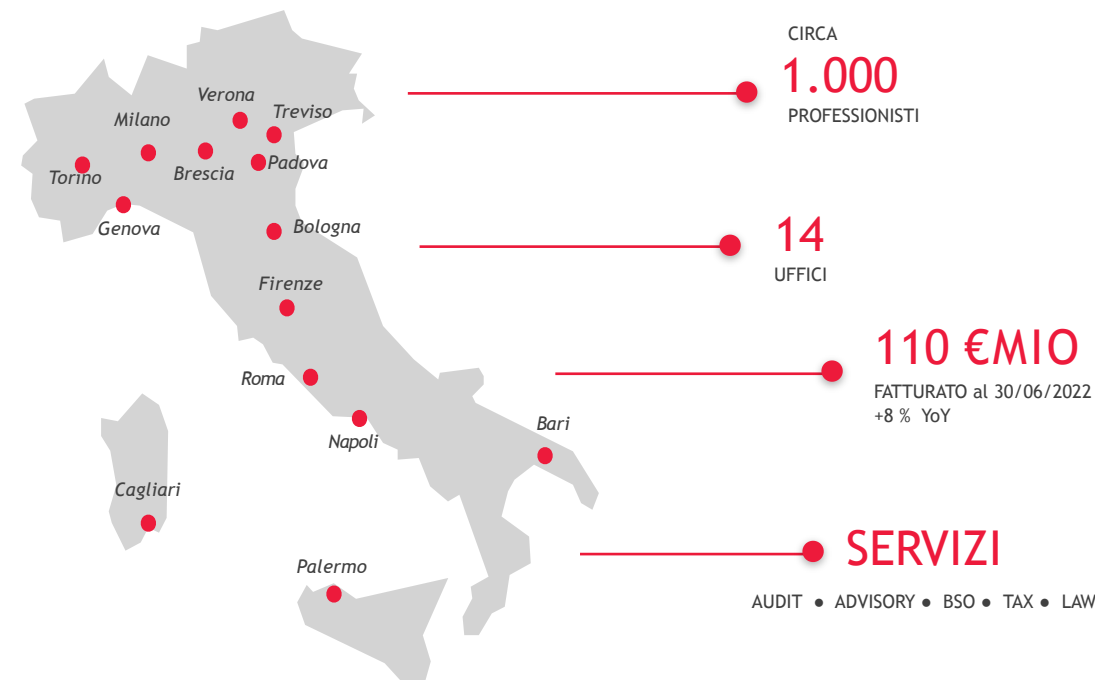 CIRCA
1.000
PROFESSIONISTI
Verona
Treviso
Milano
Padova
Brescia
Torino
Genova
Bologna
14
UFFICI
Firenze
110 €MIO
FATTURATO al 30/06/2022
+8 % YoY
Roma
Napoli
Bari
Cagliari
SERVIZI
Palermo
AUDIT ● ADVISORY ● BSO ● TAX ● LAW